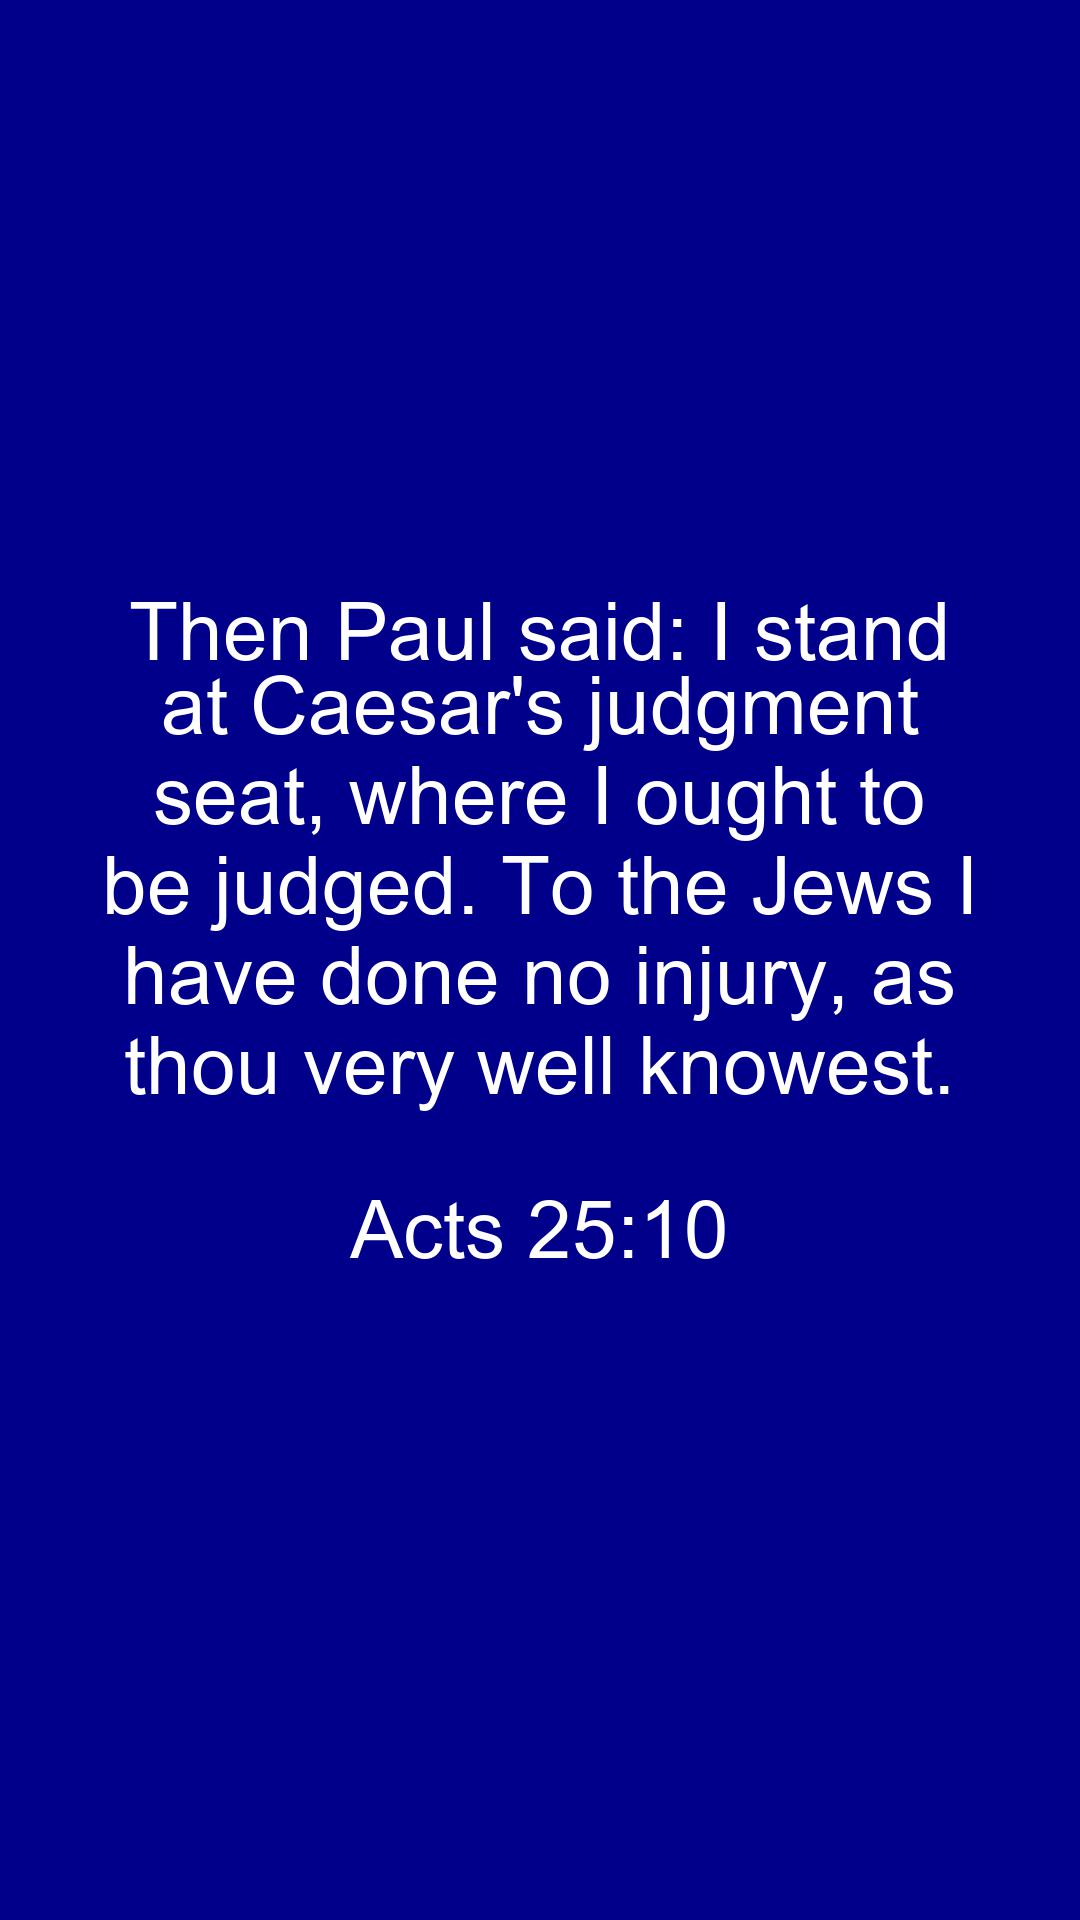 Then Paul said: I stand
at Caesar's judgment
seat, where I ought to
be judged. To the Jews I
have done no injury, as
thou very well knowest.
Acts 25:10